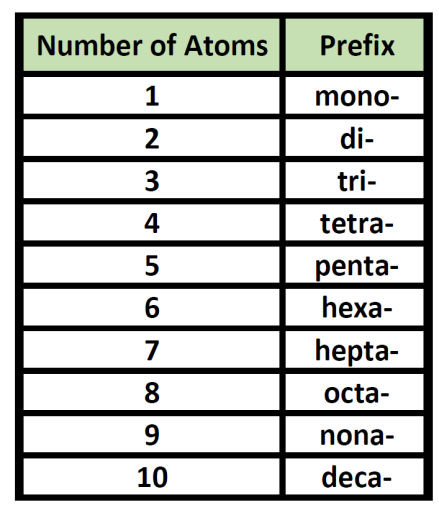 Number of Atoms Prefix
1 mono-
2 di-
3 tri-
4 tetra-
5 penta-
6 hexa-
7 hepta-
8 octa-
9 nona-
10 deca-